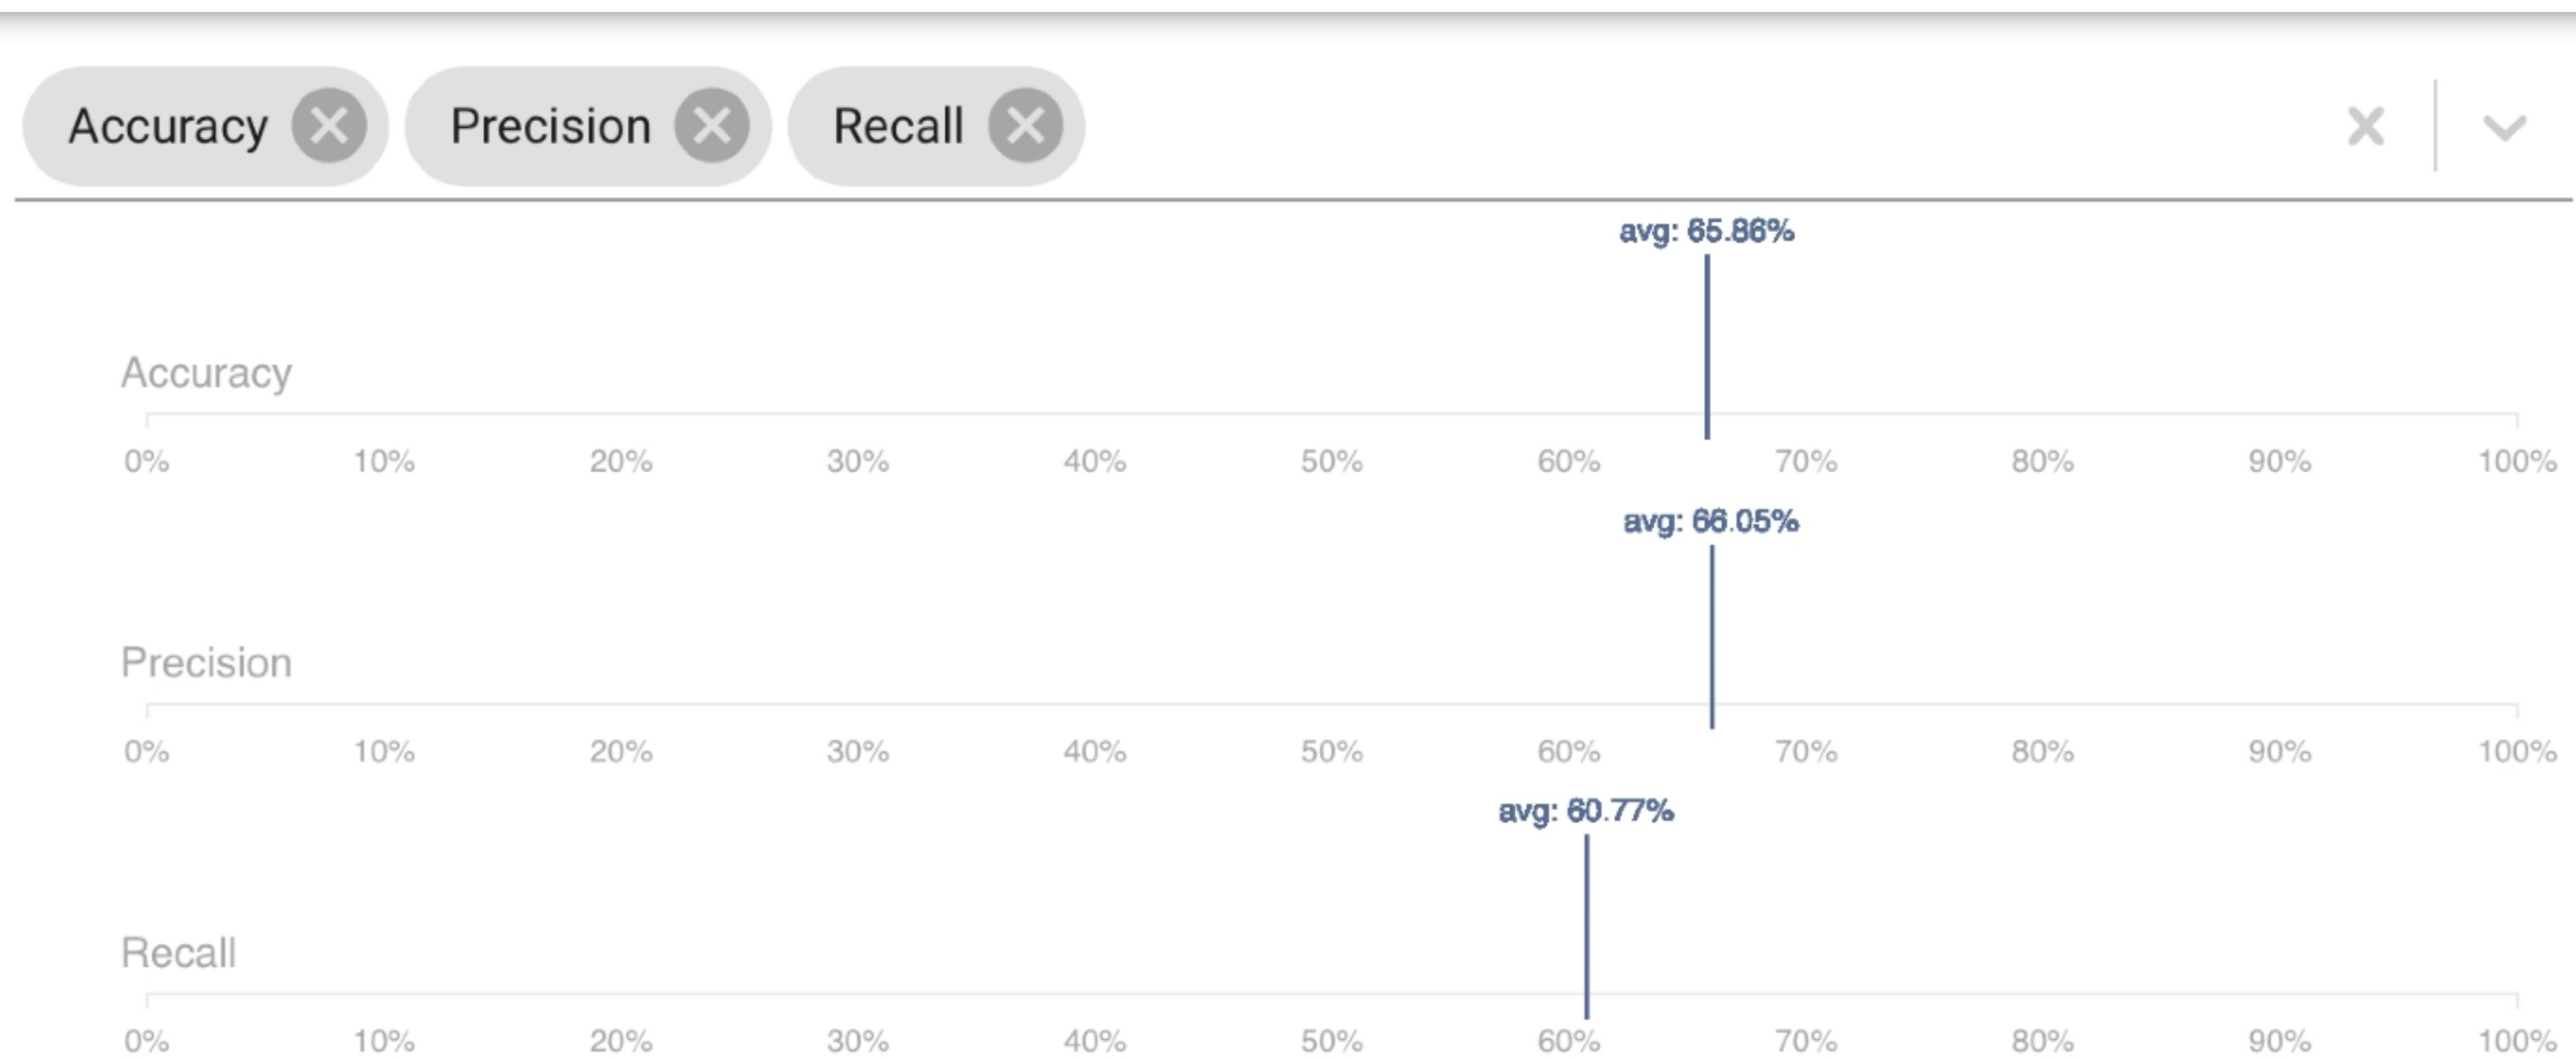 Accuracy Precision Recall
avg: 65.86%
Accuracy
0% 10% 20% 30% 40% 50% 60% 70% 80% 90% 100%
avg: 66.05%
Precision
0% 10% 20% 30% 40% 50% 60% 70% 80% 90% 100%
avg: 60.77%
Recall
0% 10% 20% 30% 40% 50% 60% 70% 80% 90% 100%